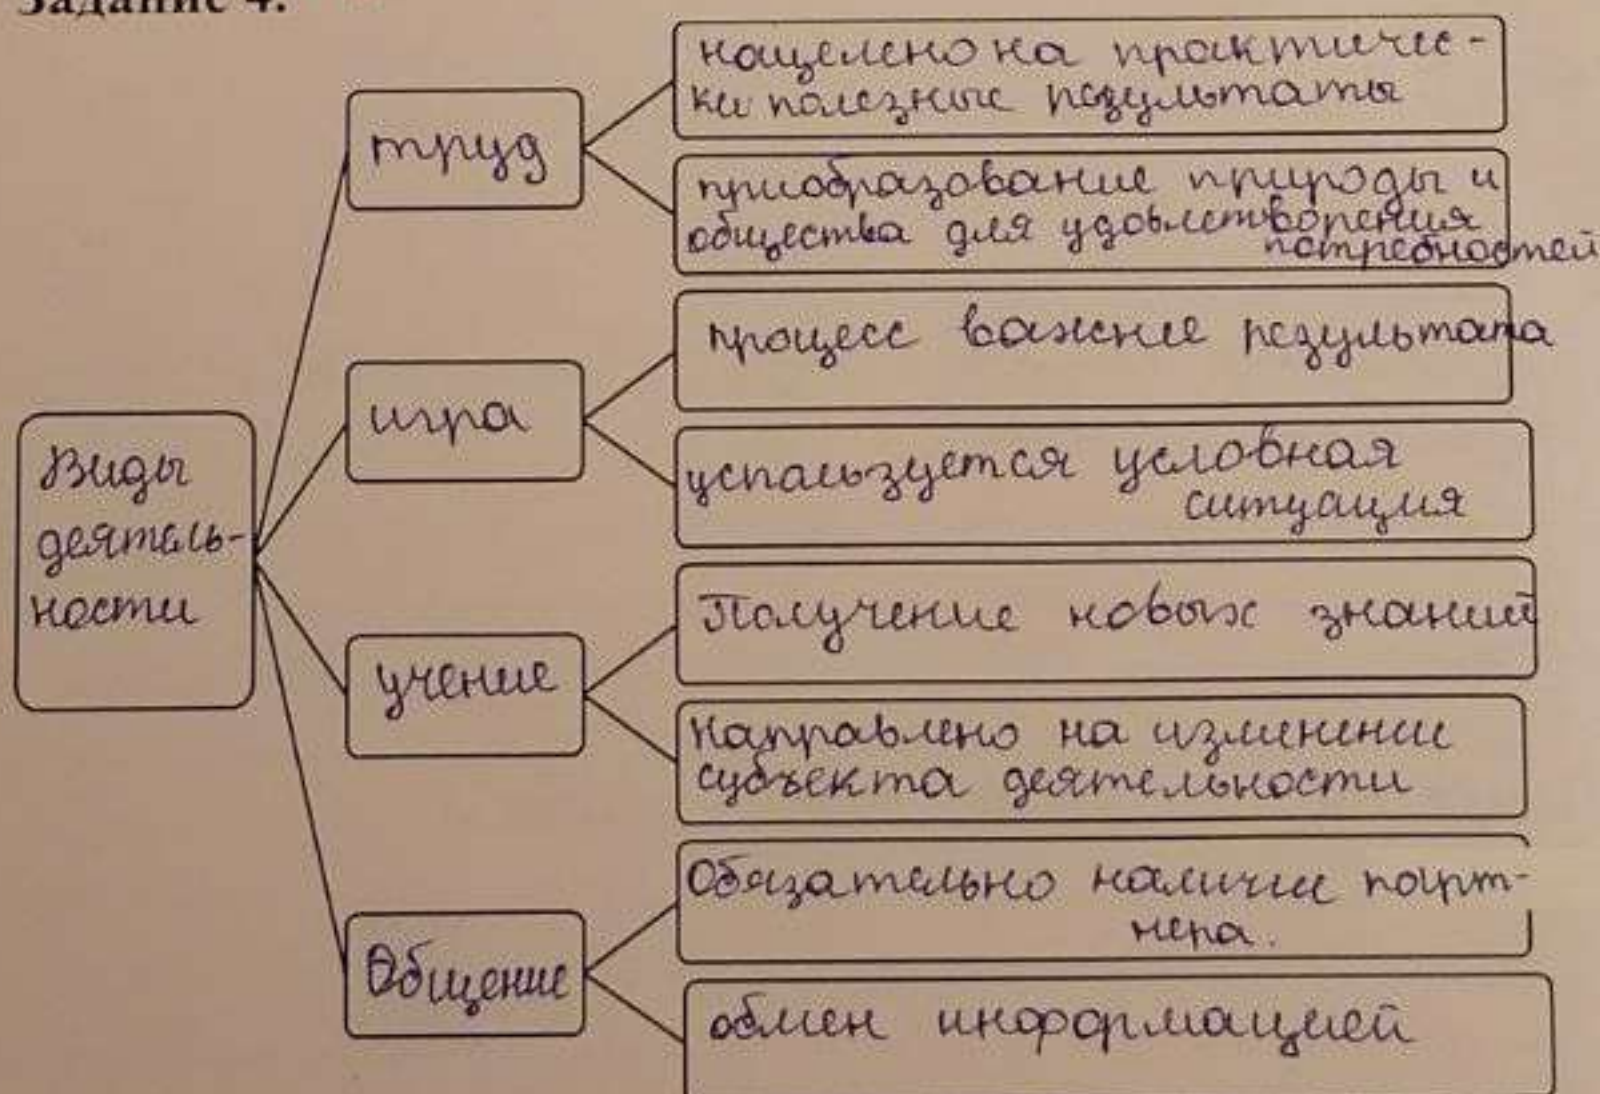 Задание 4.
Виды
деятель-
ности
труд
нацелено на практичес-
ки полезные результаты
приобразование природы и
общества для удовлетворения
потребностей
игра
процесс важнее результата
используется условная
ситуация
учение
Получение новых знаний
направлено на изменение
субъекта деятельности
Общение
Обязательно наличие парт-
нера.
обмен информацией